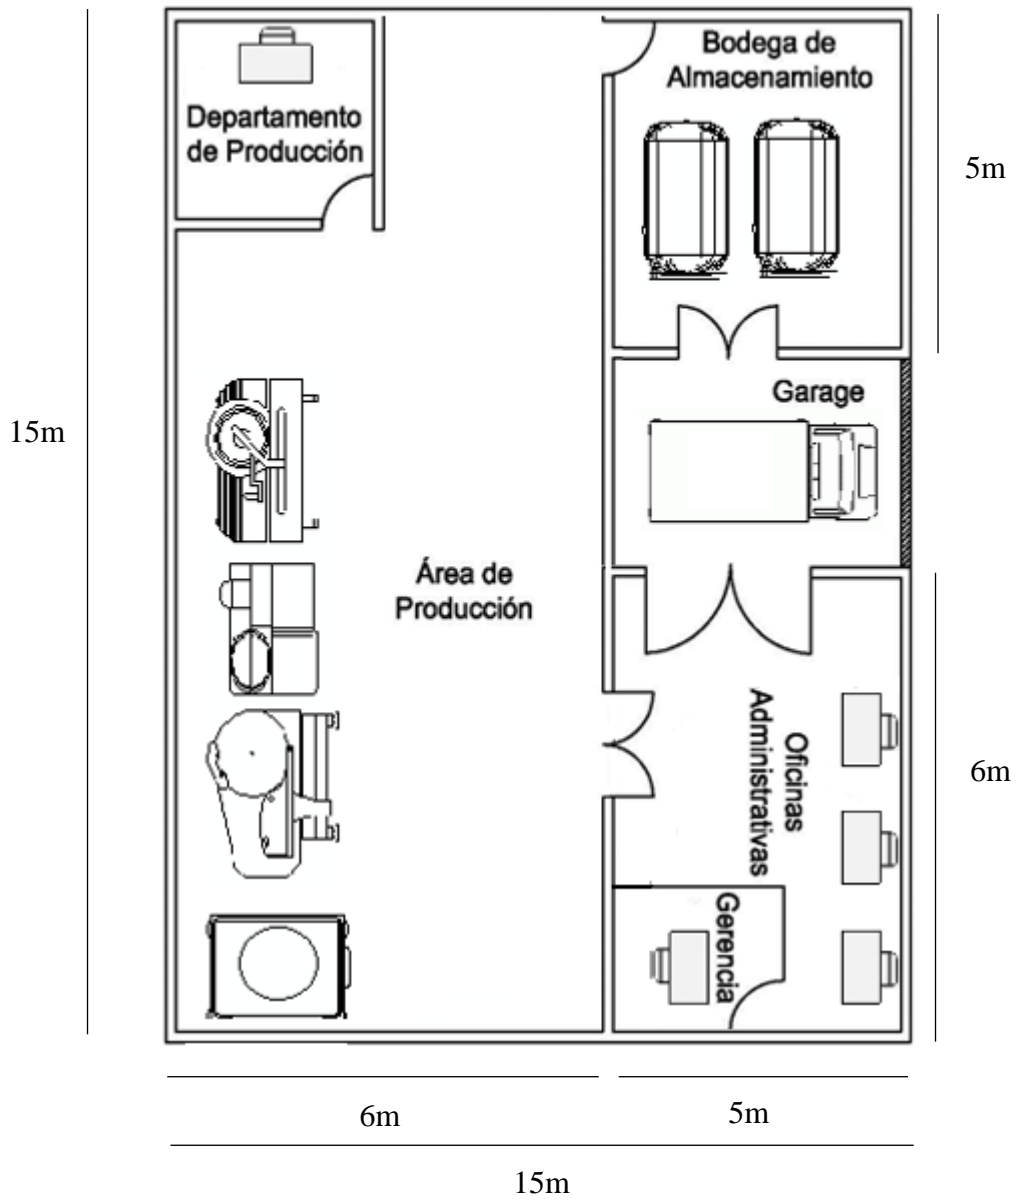 Departamento
de Producción
Bodega de
Almacenamiento
5m
15m
Garage
Área de
Producción
Oficinas
Administrativas
6m
Gerencia
6m
5m
15m